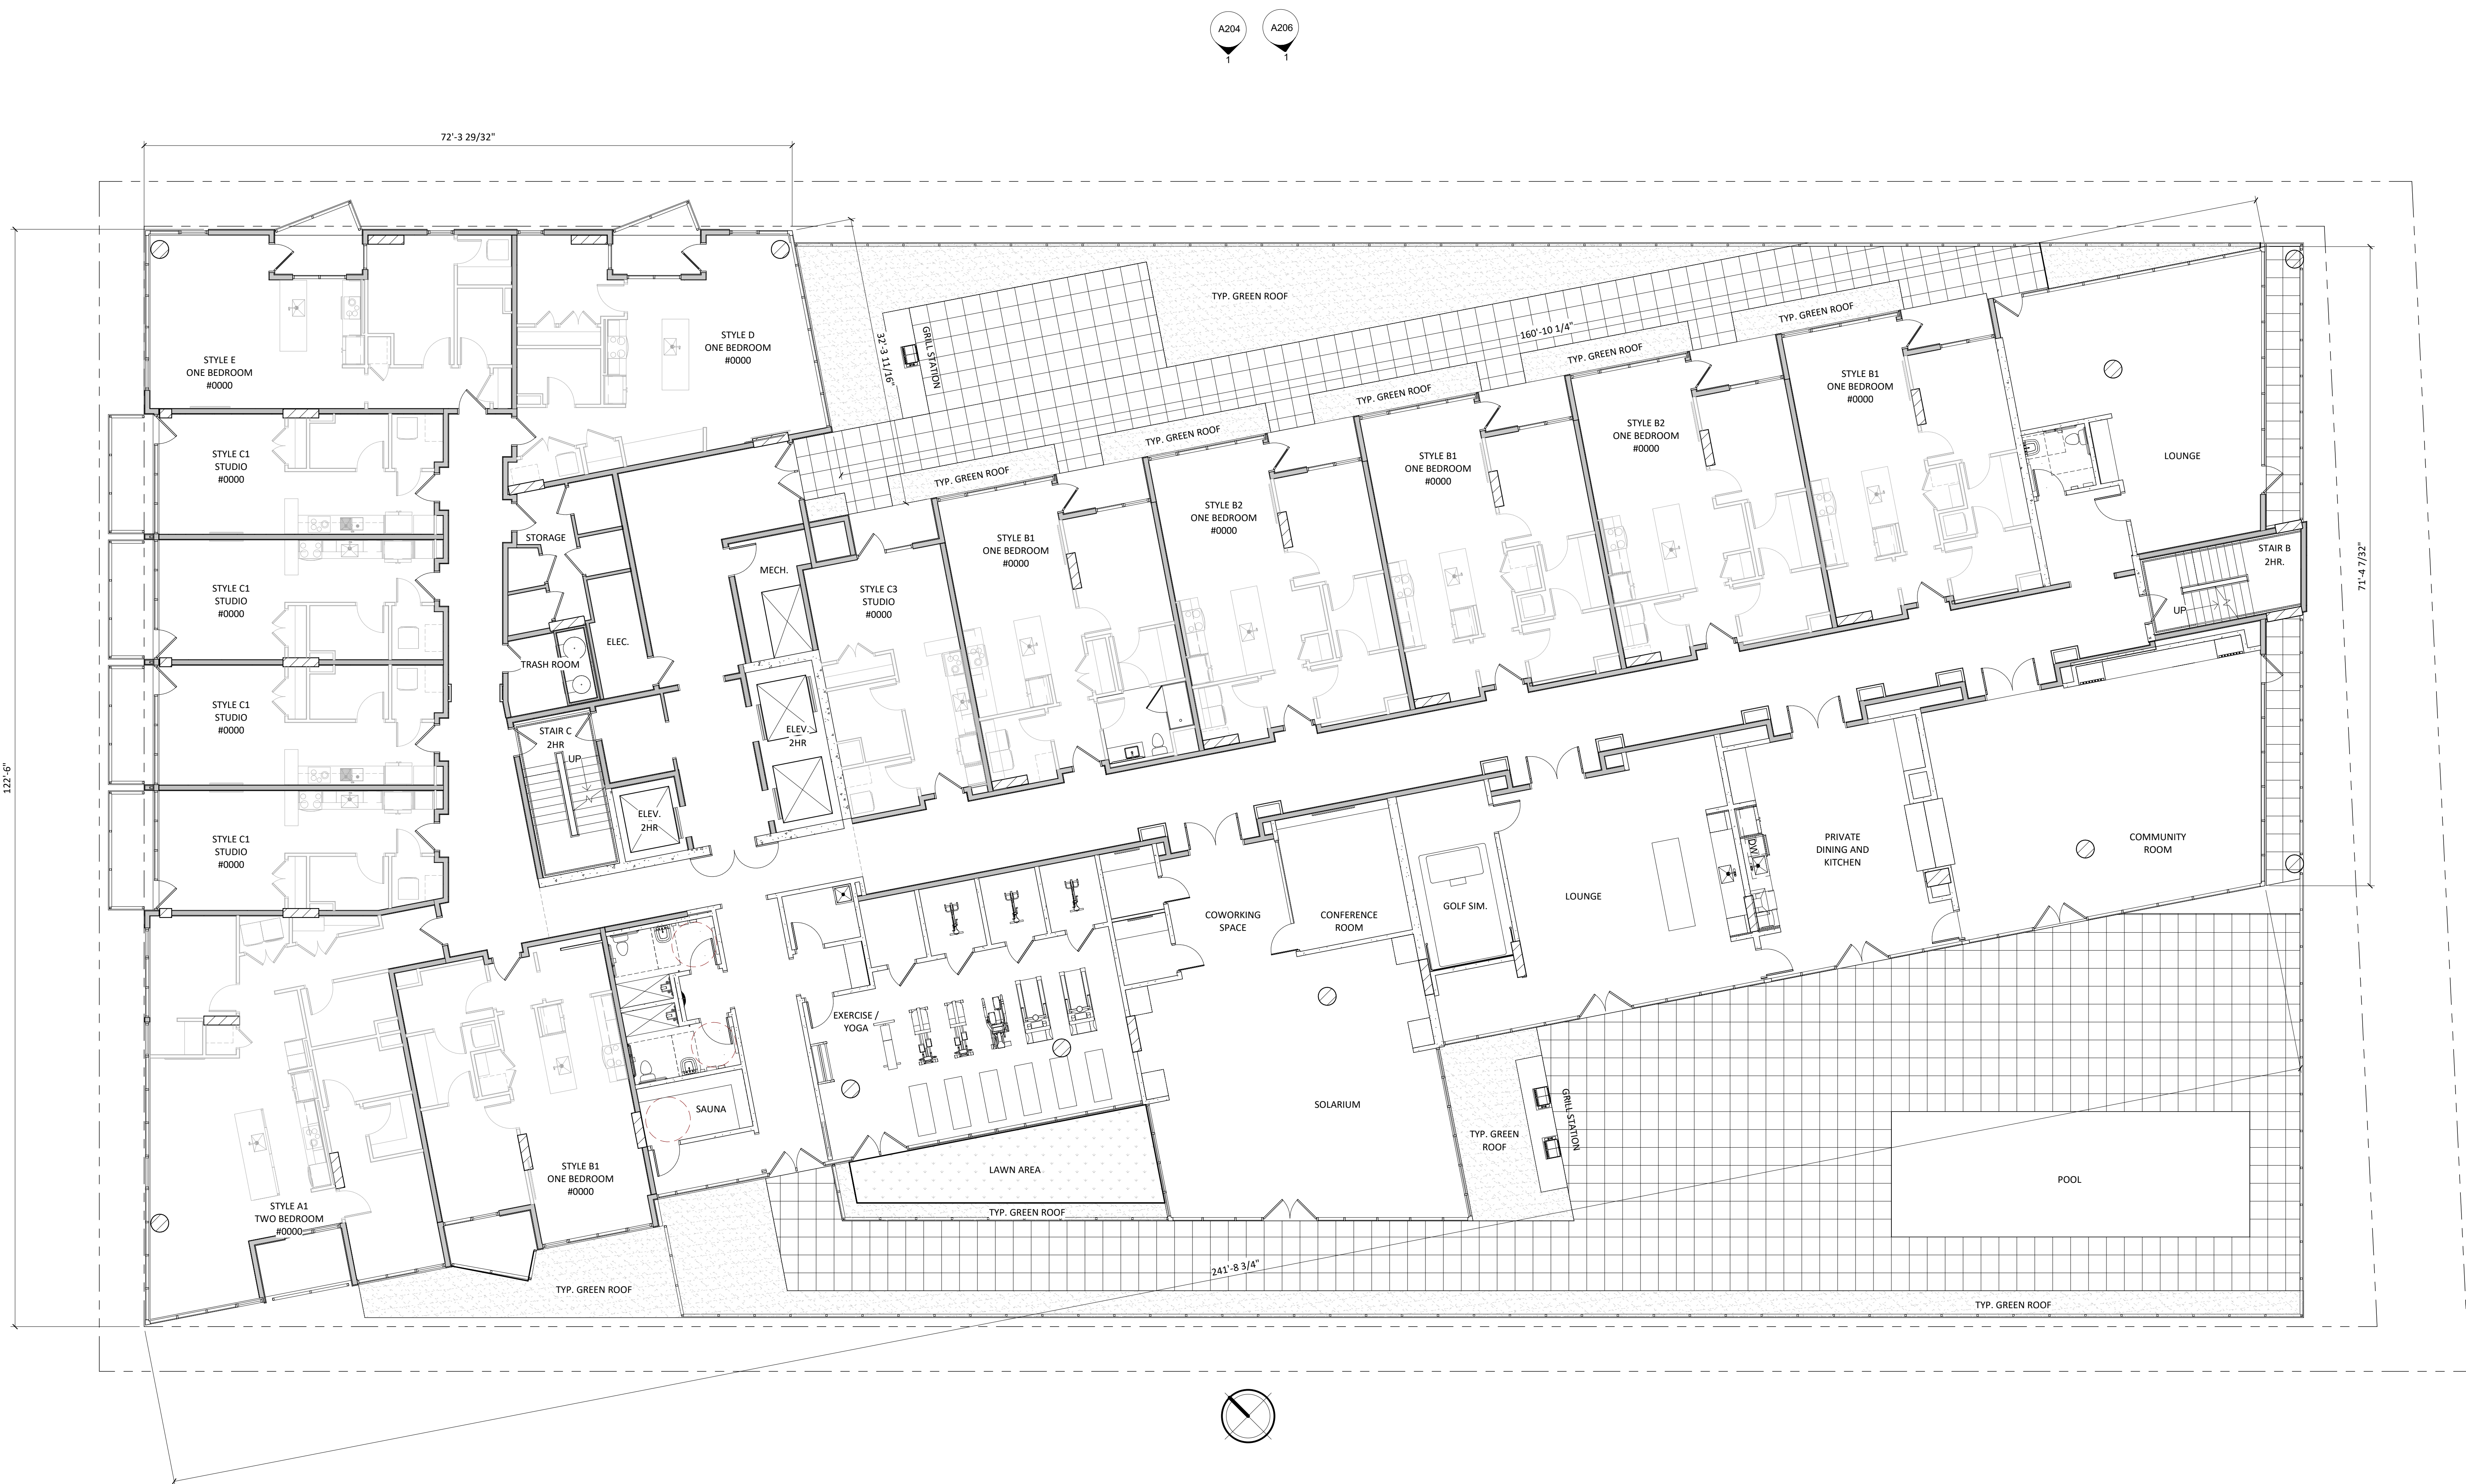 A204
1
A206
1
72'-3 29/32"
122'-6"
32'-3 11/16"
160'-10 1/4"
71'-4 7/32"
241'-8 3/4"
STYLE E
ONE BEDROOM
#0000
STYLE D
ONE BEDROOM
#0000
GRILL STATION
TYP. GREEN ROOF
TYP. GREEN ROOF
TYP. GREEN ROOF
TYP. GREEN ROOF
TYP. GREEN ROOF
TYP. GREEN ROOF
STYLE C1
STUDIO
#0000
STYLE C1
STUDIO
#0000
STYLE C1
STUDIO
#0000
STYLE C1
STUDIO
#0000
STORAGE
TRASH ROOM
ELEC.
MECH.
STAIR C
2HR
UP
ELEV.
2HR
ELEV.
2HR
STYLE C3
STUDIO
#0000
STYLE B1
ONE BEDROOM
#0000
STYLE B2
ONE BEDROOM
#0000
STYLE B1
ONE BEDROOM
#0000
STYLE B2
ONE BEDROOM
#0000
STYLE B1
ONE BEDROOM
#0000
LOUNGE
STAIR B
2HR.
UP
STYLE A1
TWO BEDROOM
#0000
STYLE B1
ONE BEDROOM
#0000
SAUNA
EXERCISE /
YOGA
COWORKING
SPACE
CONFERENCE
ROOM
GOLF SIM.
LOUNGE
DW
PRIVATE
DINING AND
KITCHEN
COMMUNITY
ROOM
SOLARIUM
LAWN AREA
TYP. GREEN ROOF
TYP. GREEN
ROOF
GRILL STATION
POOL
TYP. GREEN ROOF
TYP. GREEN ROOF